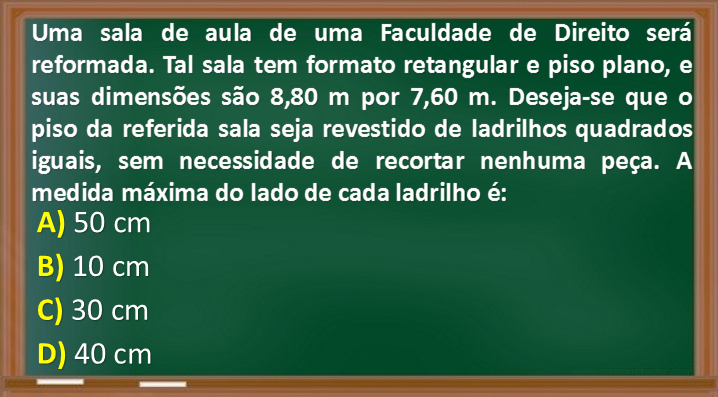 Uma sala de aula de uma Faculdade de Direito será
reformada. Tal sala tem formato retangular e piso plano, e
suas dimensões são 8,80 m por 7,60 m. Deseja-se que o
piso da referida sala seja revestido de ladrilhos quadrados
iguais, sem necessidade de recortar nenhuma peça. A
medida máxima do lado de cada ladrilho é:
A) 50 cm
B) 10 cm
C) 30 cm
D) 40 cm